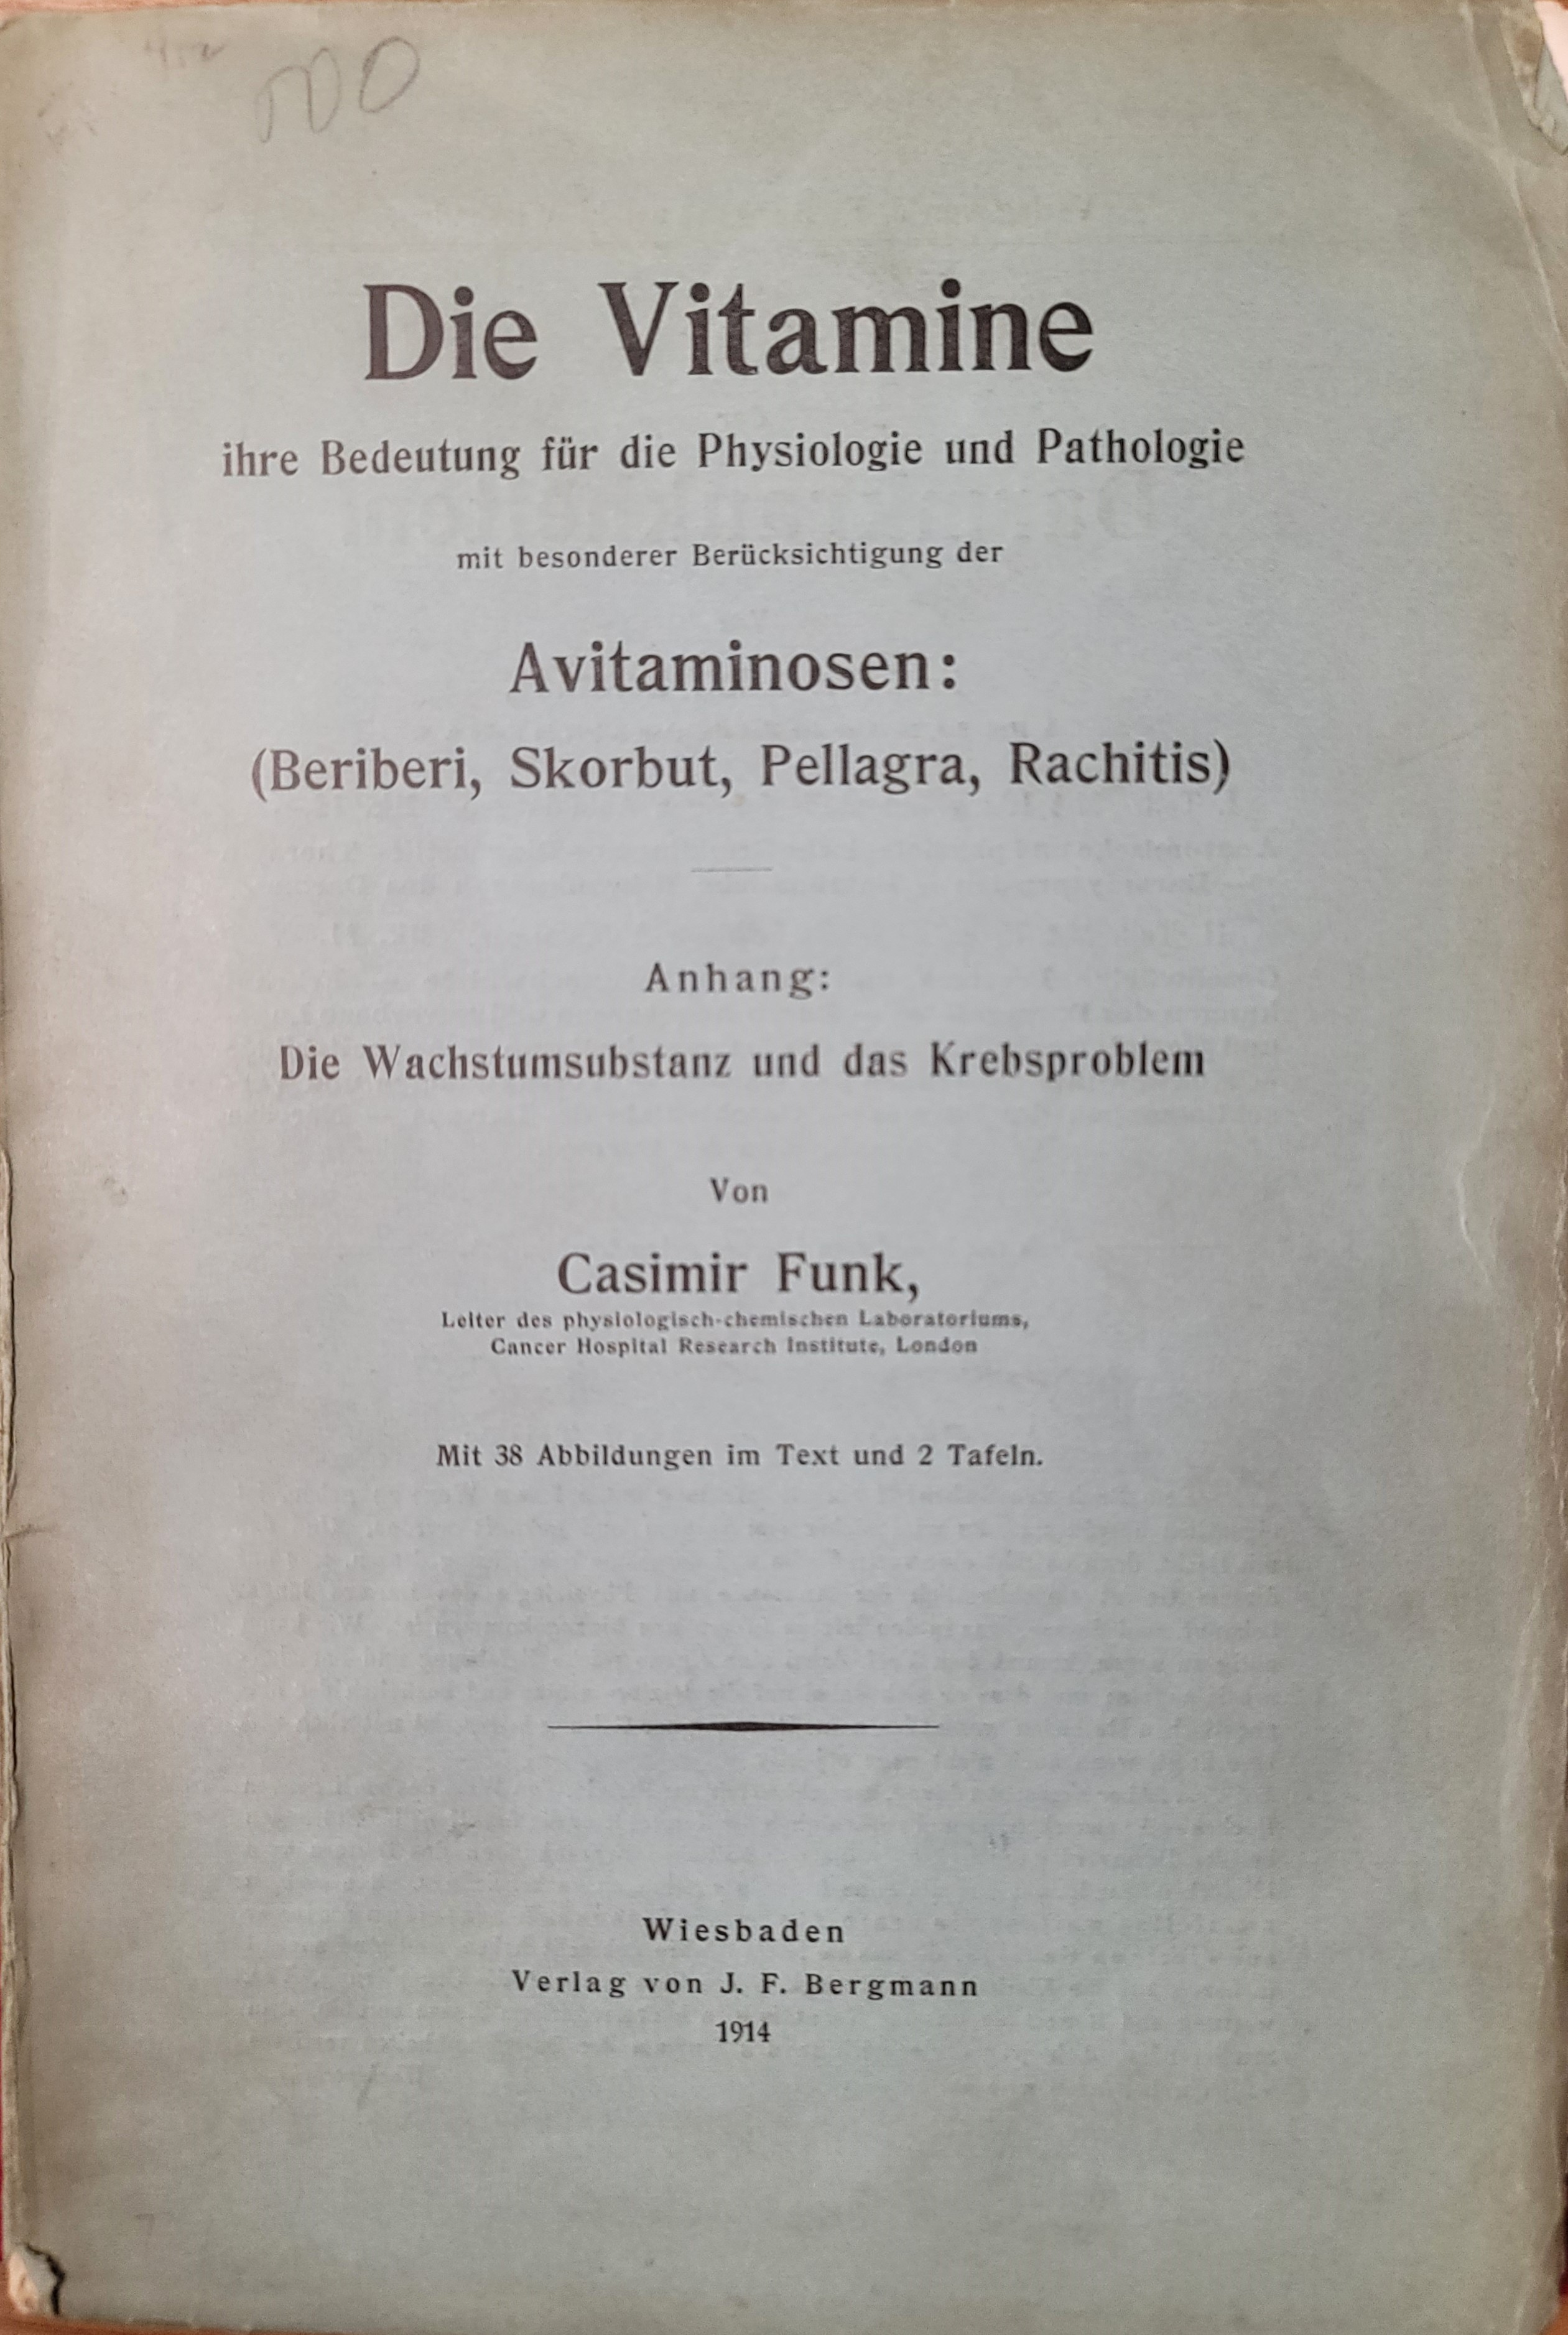 Die Vitamine
ihre Bedeutung für die Physiologie und Pathologie
mit besonderer Berücksichtigung der
Avitaminosen:
(Beriberi, Skorbut, Pellagra, Rachitis)
Anhang:
Die Wachstumsubstanz und das Krebsproblem
Von
Casimir Funk,
Leiter des physiologisch-chemischen Laboratoriums,
Cancer Hospital Research Institute, London
Mit 38 Abbildungen im Text und 2 Tafeln.
Wiesbaden
Verlag von J. F. Bergmann
1914